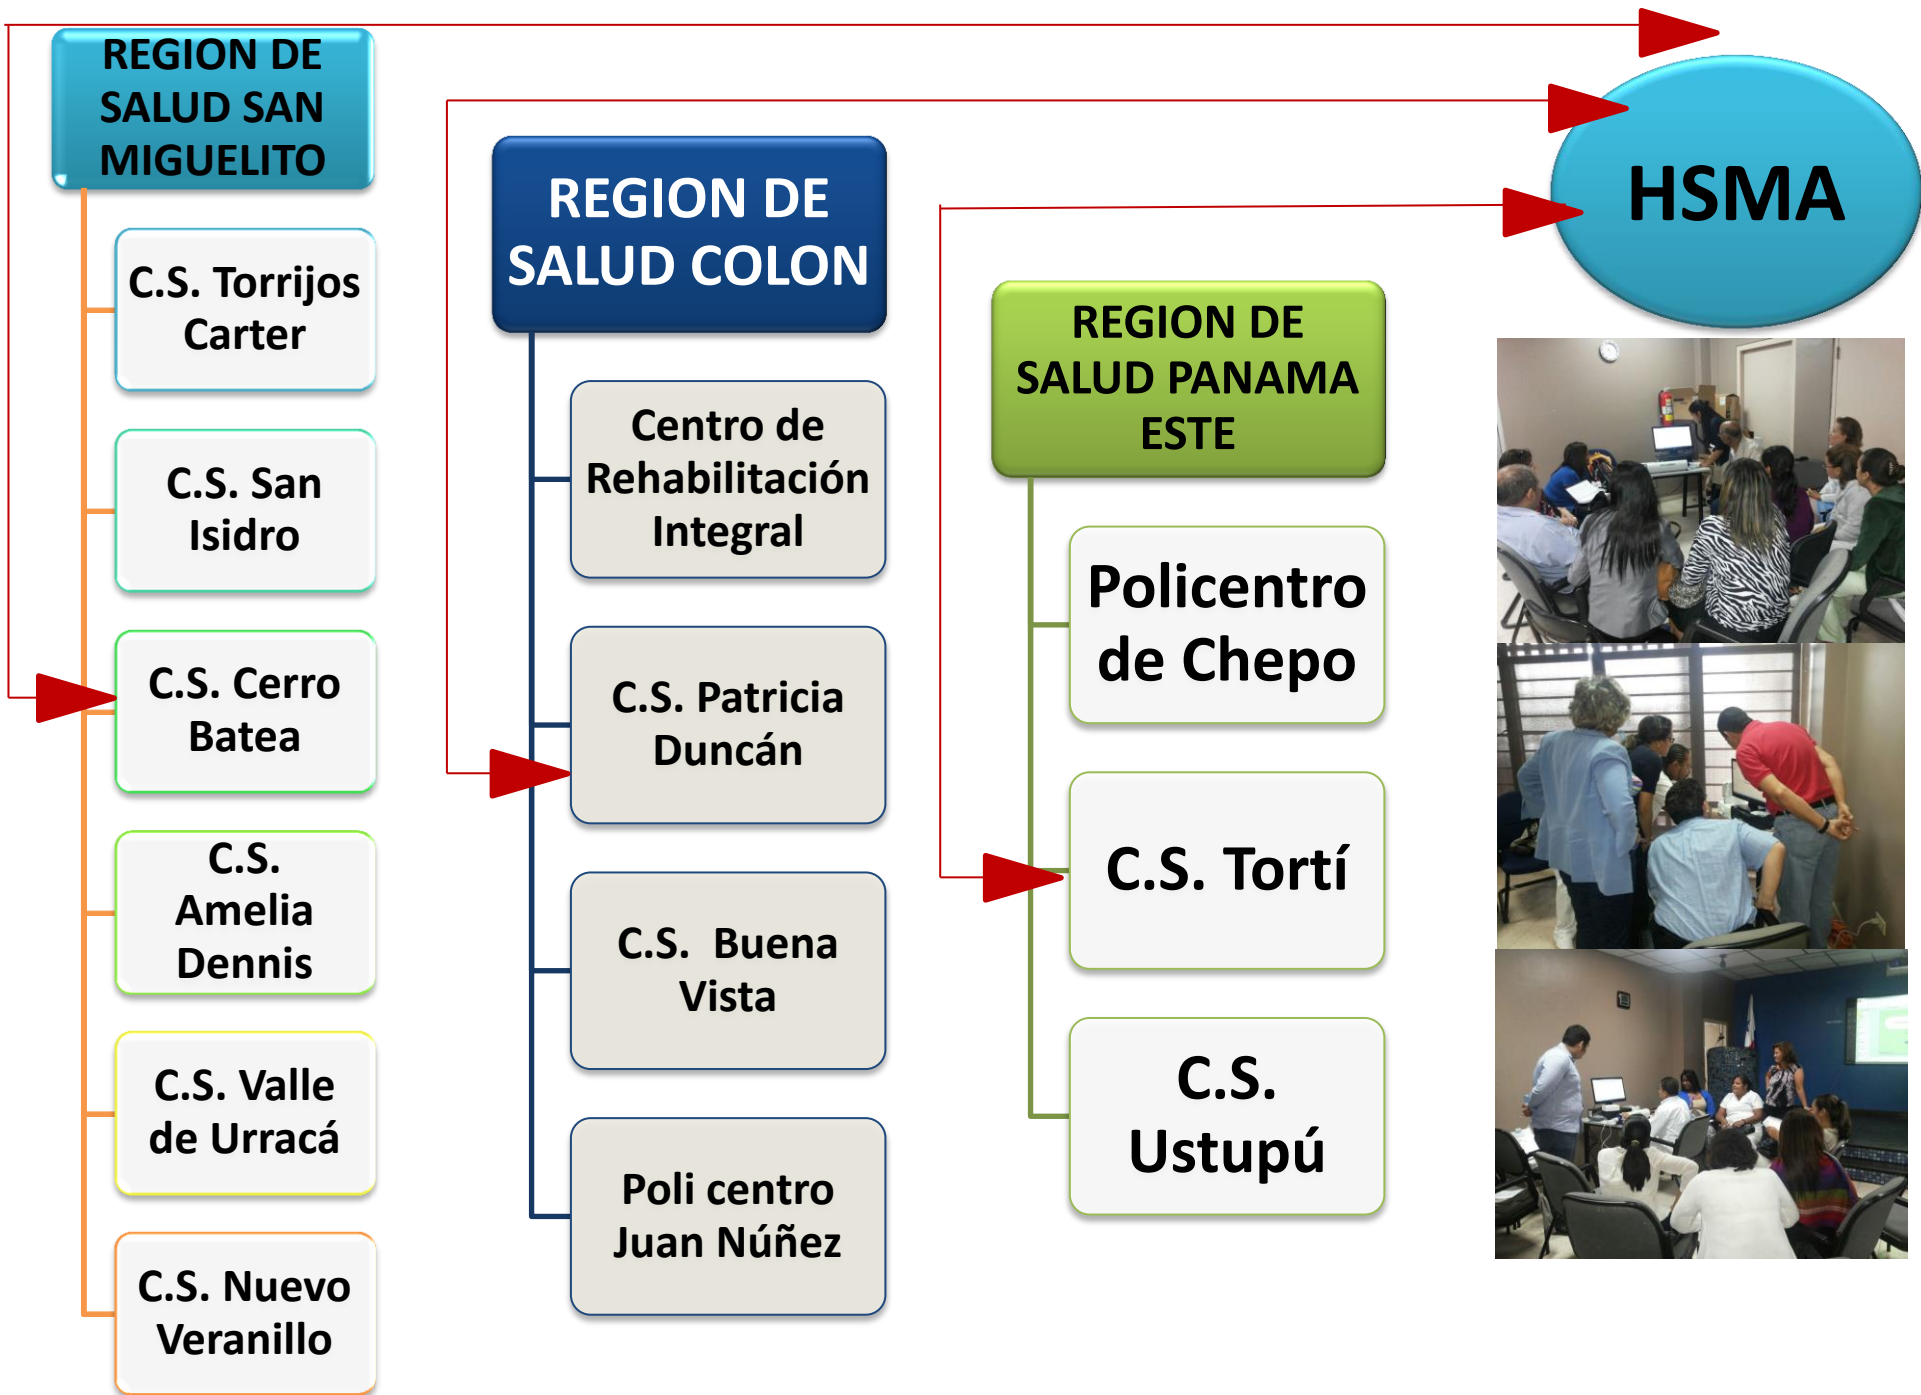 REGION DE
SALUD SAN
MIGUELITO
C.S. Torrijos
Carter
C.S. San
Isidro
C.S. Cerro
Batea
C.S.
Amelia
Dennis
C.S. Valle
de Urracá
C.S. Nuevo
Veranillo
REGION DE
SALUD COLON
Centro de
Rehabilitación
Integral
C.S. Patricia
Duncán
C.S.  Buena
Vista
Poli centro
Juan Núñez
REGION DE
SALUD PANAMA
ESTE
Policentro
de Chepo
C.S. Tortí
C.S.
Ustupú
HSMA